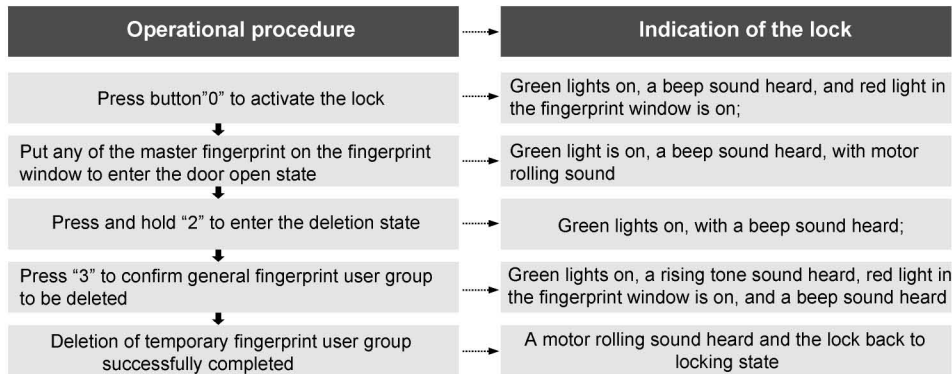 Operational procedure
Indication of the lock
Press button"0" to activate the lock
Green lights on, a beep sound heard, and red light in
the fingerprint window is on;
Put any of the master fingerprint on the fingerprint
window to enter the door open state
Green light is on, a beep sound heard, with motor
rolling sound
Press and hold “2” to enter the deletion state
Green lights on, with a beep sound heard;
Press “3” to confirm general fingerprint user group
to be deleted
Green lights on, a rising tone sound heard, red light in
the fingerprint window is on, and a beep sound heard
Deletion of temporary fingerprint user group
successfully completed
A motor rolling sound heard and the lock back to
locking state